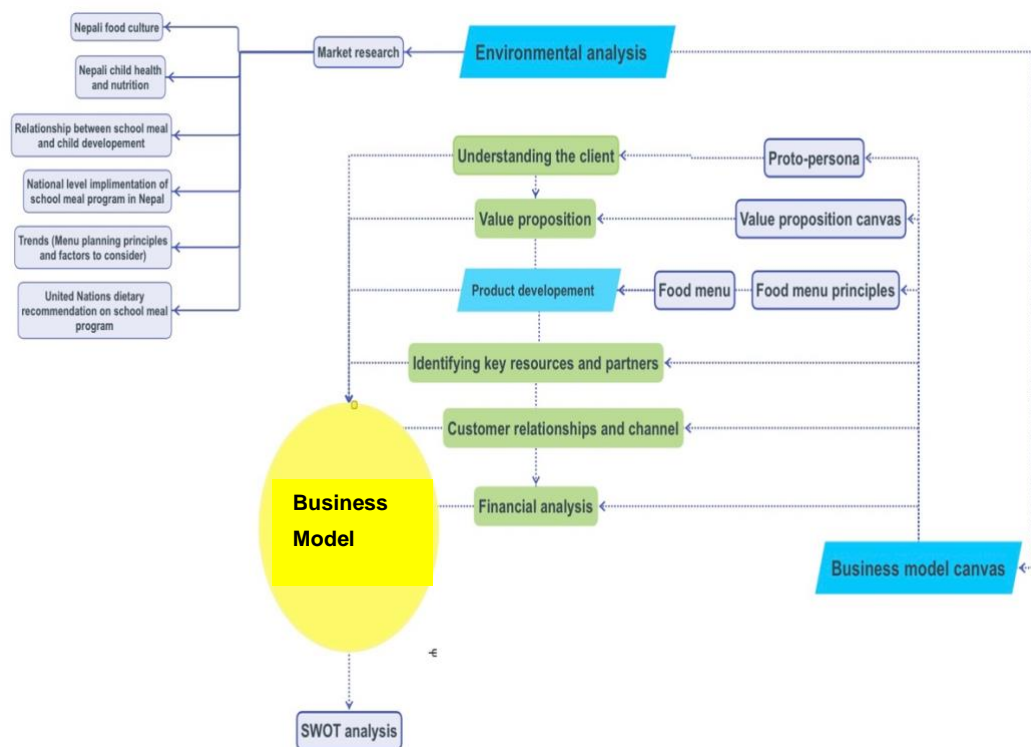 Nepali food culture
Nepali child health
and nutrition
Relationship between school meal
and child developement
National level implimentation of
school meal program in Nepal
Trends (Menu planning principles
and factors to consider)
United Nations dietary
recommendation on school meal
program
Market research
Environmental analysis
Understanding the client
Proto-persona
Value proposition
Value proposition canvas
Product developement
Food menu
Food menu principles
Identifying key resources and partners
Customer relationships and channel
Financial analysis
Business
Model
Business model canvas
SWOT analysis